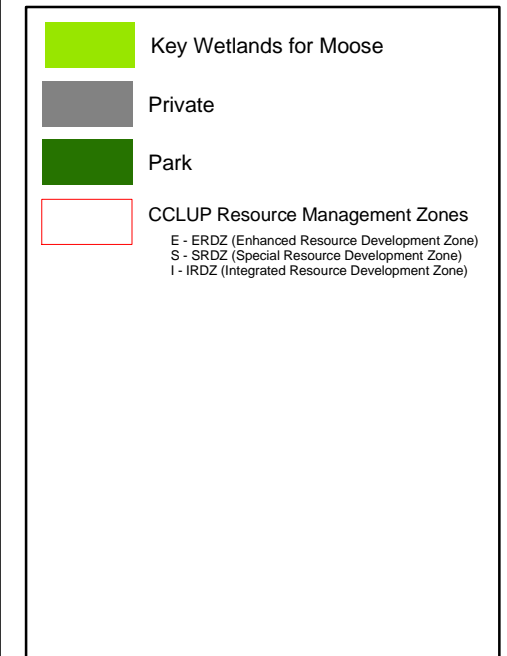 Key Wetlands for Moose
Private
Park
CCLUP Resource Management Zones
E - ERDZ (Enhanced Resource Development Zone)
S - SRDZ (Special Resource Development Zone)
I - IRDZ (Integrated Resource Development Zone)